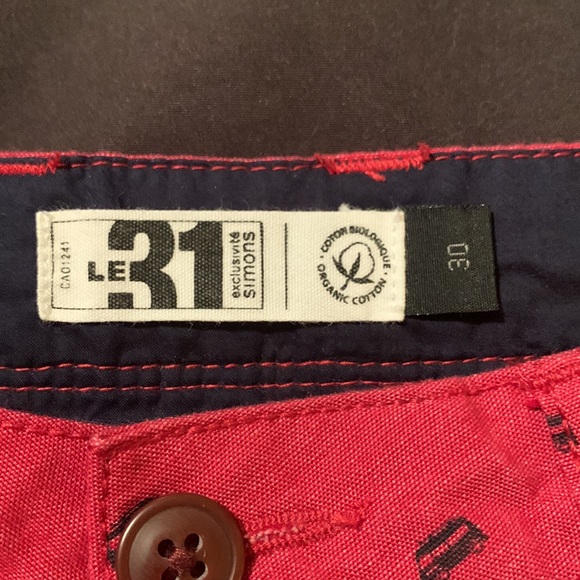 CA01241
LE 31
exclusivité
simons
COTON BIOLOGIQUE
ORGANIC COTTON
30